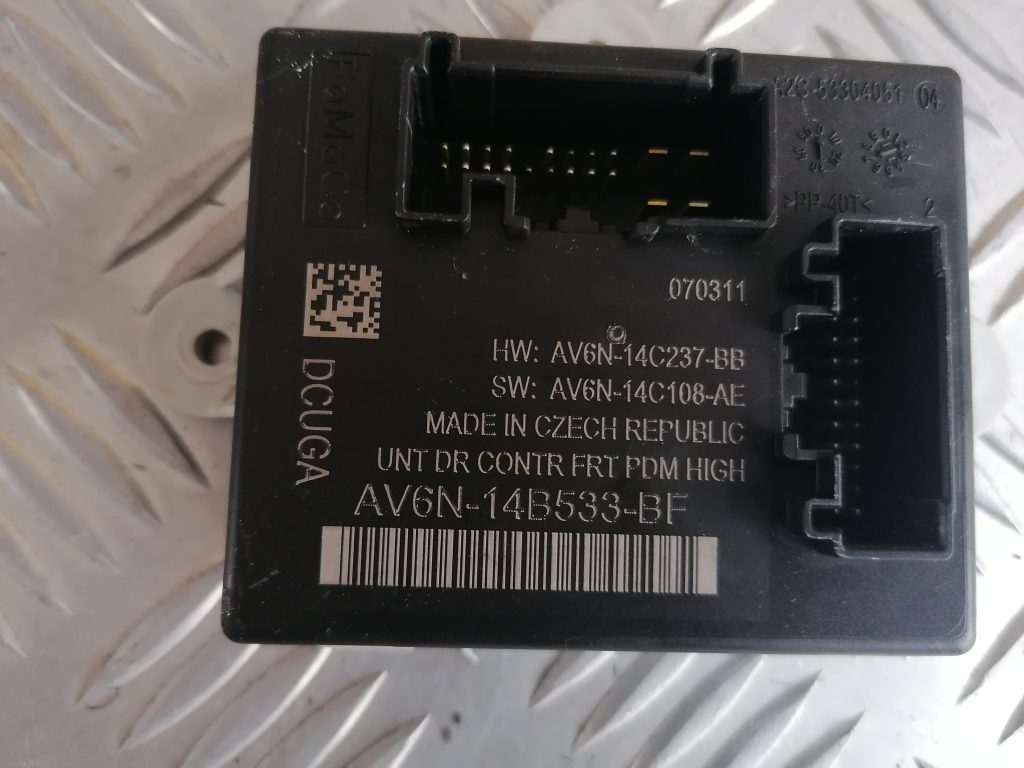 FoMoCo
A2C-53304051 04
>PP-40T<
2
070311
HW: AV6N-14C237-BB
SW: AV6N-14C108-AE
MADE IN CZECH REPUBLIC
UNT DR CONTR FRT PDM HIGH
AV6N-14B533-BF
DCUGA